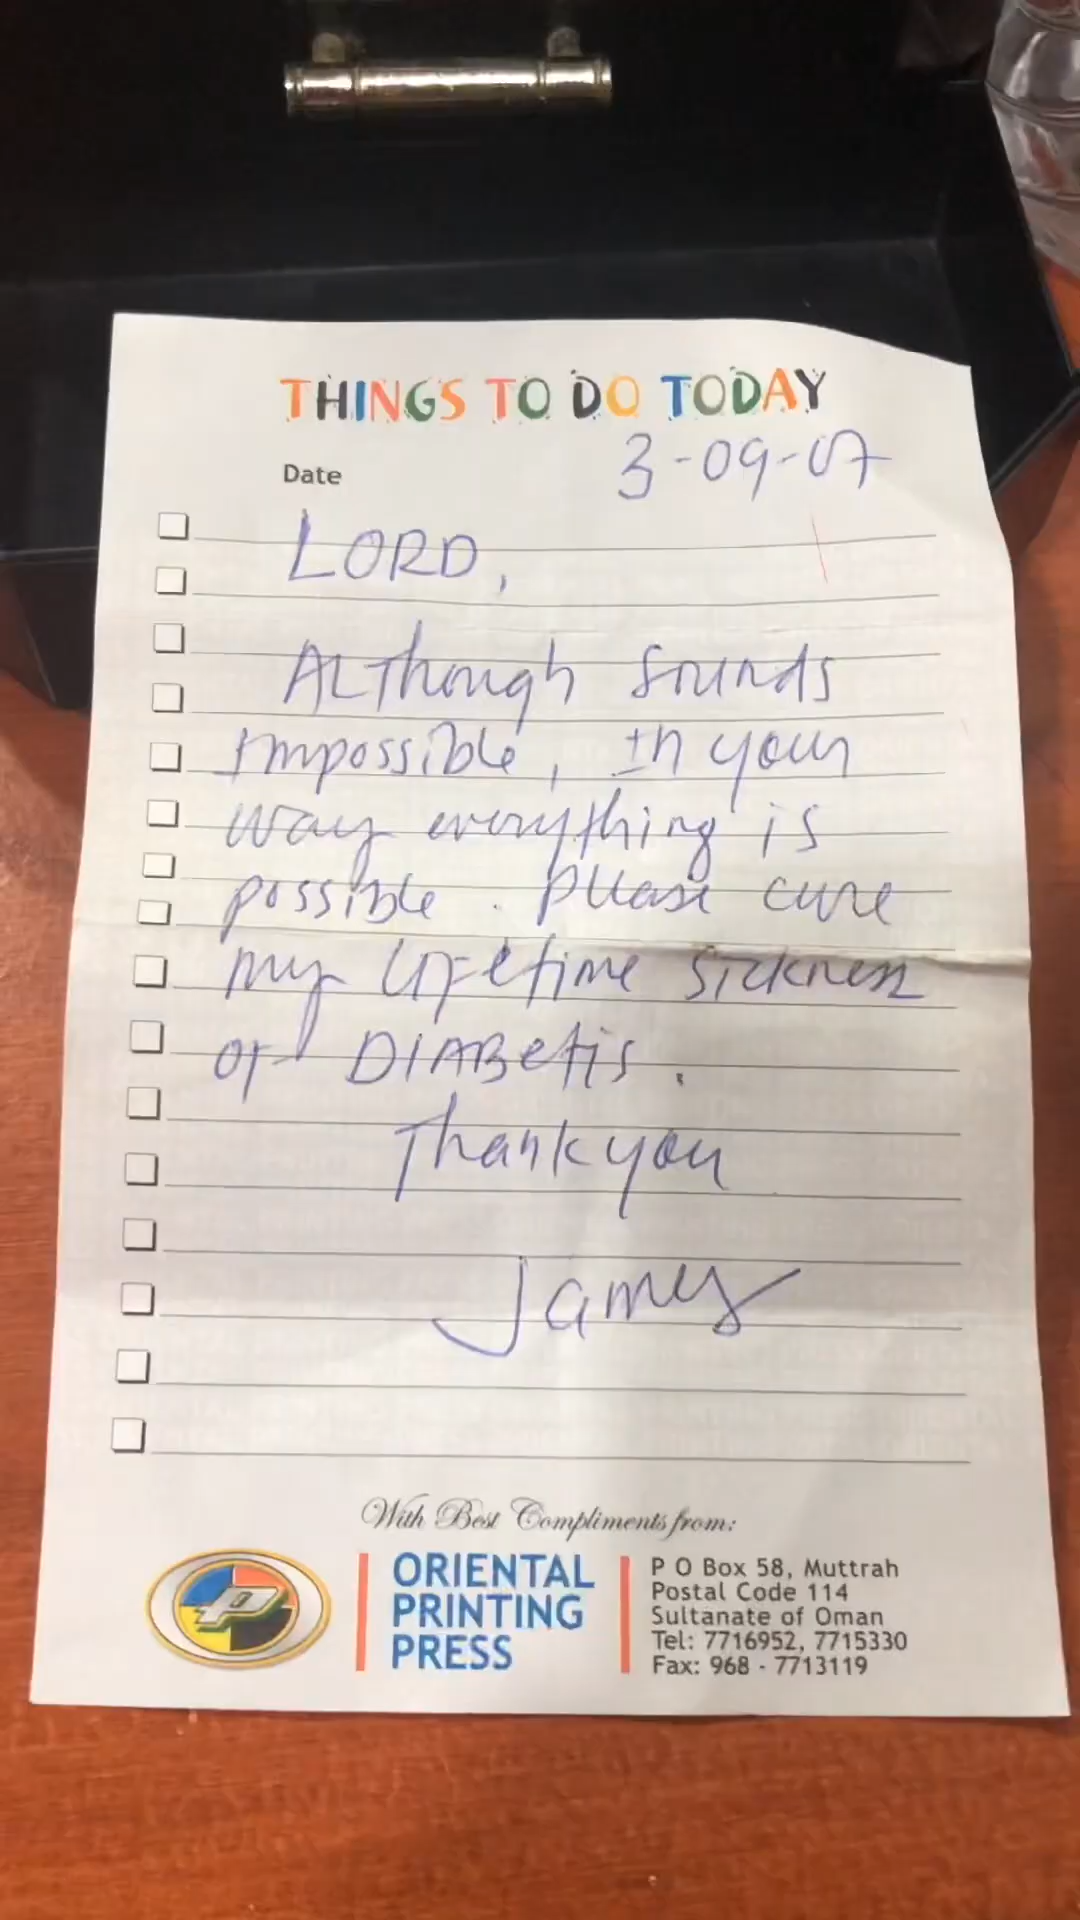 THINGS TO DO TODAY
Date
3-09-07
LORD,
ALThough sounds
Impossible, In your
way everything is
possible. Please cure
my Lifetime Sickness
of DIABetis.
Thank you
James
With Best Compliments from:
ORIENTAL
PRINTING
PRESS
P O Box 58, Muttrah
Postal Code 114
Sultanate of Oman
Tel: 7716952, 7715330
Fax: 968 - 7713119